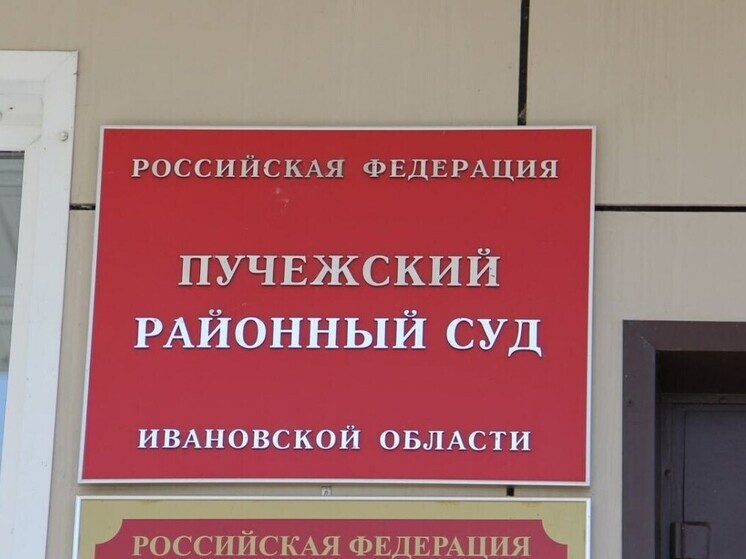 РОССИЙСКАЯ ФЕДЕРАЦИЯ
ПУЧЕЖСКИЙ
РАЙОННЫЙ СУД
ИВАНОВСКОЙ ОБЛАСТИ
РОССИЙСКАЯ ФЕДЕРАЦИЯ